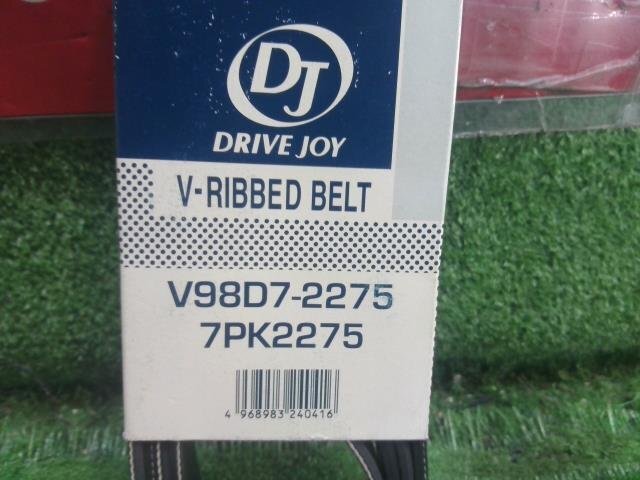 DJ
DRIVE JOY
V-RIBBED BELT
V98D7-2275
7PK2275
4 968983 240416